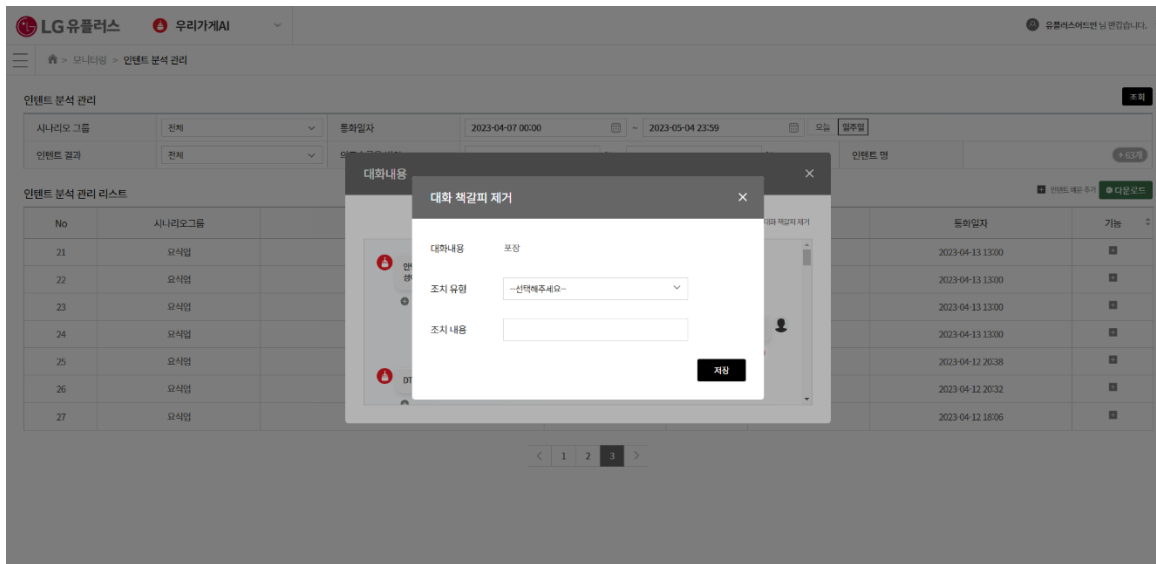 LG유플러스 우리가게AI 유플러스어드민 님 반갑습니다.
> 모니터링 > 인텐트 분석 관리
인텐트 분석 관리 조회
시나리오 그룹 전체 통화일자 2023-04-07 00:00 ~ 2023-05-04 23:59 오늘 일주일
인텐트 결과 전체 인텐트 명 + 63개
인텐트 분석 관리 리스트 다운로드
No 시나리오그룹 통화일자 기능
21 요식업 2023-04-13 13:00
22 요식업 2023-04-13 13:00
23 요식업 2023-04-13 13:00
24 요식업 2023-04-13 13:00
25 요식업 2023-04-12 20:38
26 요식업 2023-04-12 20:32
27 요식업 2023-04-12 18:06
< 1 2 3 >
대화내용
대화 책갈피 제거
대화 책갈피 제거
대화내용 포장
조치 유형 --선택해주세요--
조치 내용
저장